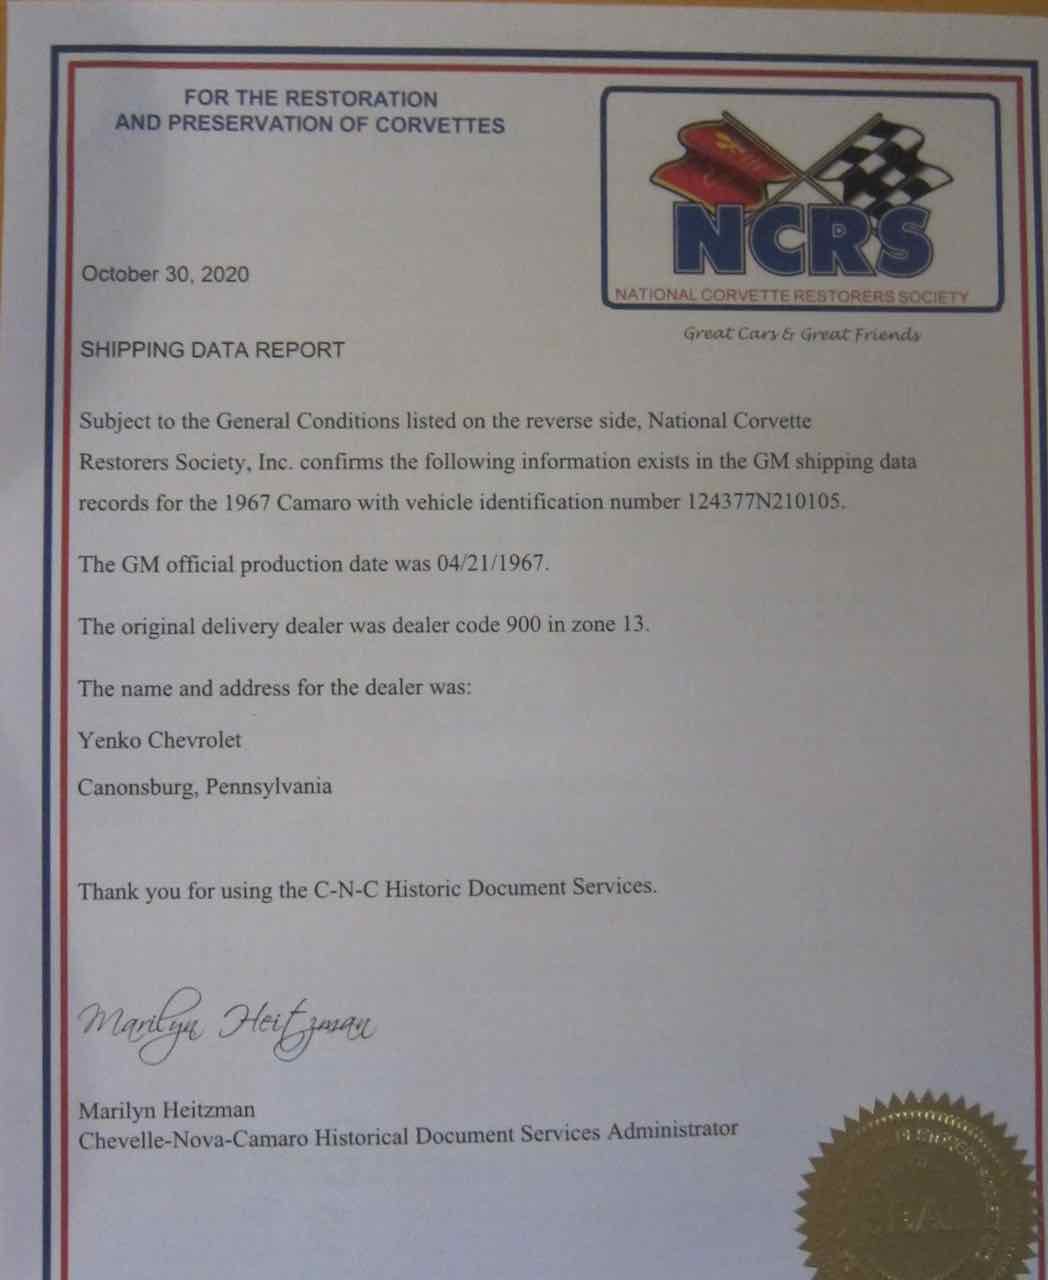 FOR THE RESTORATION
AND PRESERVATION OF CORVETTES
NCRS
NATIONAL CORVETTE RESTORERS SOCIETY
Great Cars & Great Friends
October 30, 2020
SHIPPING DATA REPORT
Subject to the General Conditions listed on the reverse side, National Corvette
Restorers Society, Inc. confirms the following information exists in the GM shipping data
records for the 1967 Camaro with vehicle identification number 124377N210105.
The GM official production date was 04/21/1967.
The original delivery dealer was dealer code 900 in zone 13.
The name and address for the dealer was:
Yenko Chevrolet
Canonsburg, Pennsylvania
Thank you for using the C-N-C Historic Document Services.
Marilyn Heitzman
Marilyn Heitzman
Chevelle-Nova-Camaro Historical Document Services Administrator